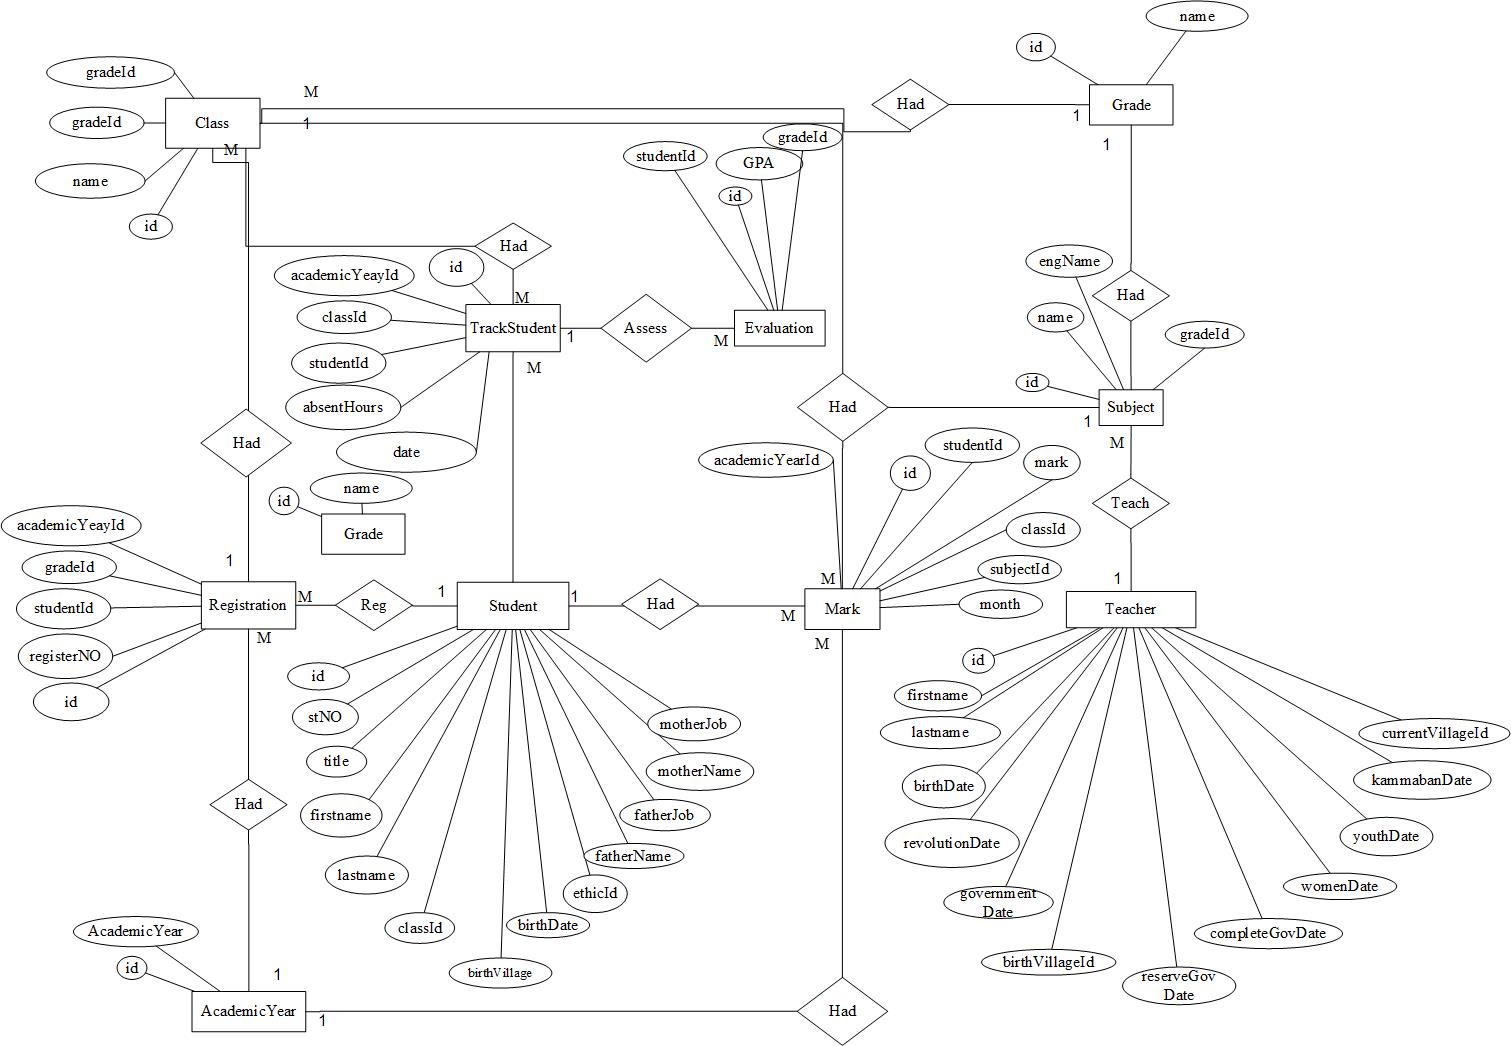 name
id
gradeId
M
Had
Grade
1
gradeId
Class
1
1
gradeId
M
studentId
GPA
name
id
id
Had
engName
id
academicYeayId
Had
M
name
classId
TrackStudent
1
Assess
M
Evaluation
gradeId
studentId
M
id
absentHours
Had
1
Subject
M
Had
date
academicYearId
id
studentId
mark
name
id
Teach
academicYeayId
Grade
classId
1
gradeId
subjectId
M
1
Registration
M
Reg
1
Student
1
Had
M
Mark
month
Teacher
studentId
M
M
registerNO
id
id
id
firstname
stNO
motherJob
lastname
currentVillageId
title
motherName
birthDate
kammabanDate
firstname
fatherJob
revolutionDate
youthDate
Had
lastname
fatherName
ethicId
government
Date
womenDate
classId
birthDate
completeGovDate
AcademicYear
id
1
birthVillage
birthVillageId
reserveGov
Date
AcademicYear
1
Had